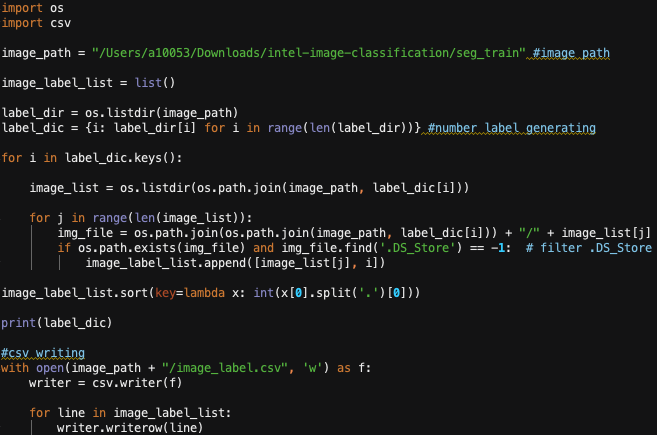 import os
import csv
image_path = "/Users/a10053/Downloads/intel-image-classification/seg_train" #image path
image_label_list = list()
label_dir = os.listdir(image_path)
label_dic = {i: label_dir[i] for i in range(len(label_dir))} #number label generating
for i in label_dic.keys():
    image_list = os.listdir(os.path.join(image_path, label_dic[i]))
    for j in range(len(image_list)):
        img_file = os.path.join(os.path.join(image_path, label_dic[i])) + "/" + image_list[j]
        if os.path.exists(img_file) and img_file.find('.DS_Store') == -1:  # filter .DS_Store
            image_label_list.append([image_list[j], i])
image_label_list.sort(key=lambda x: int(x[0].split('.')[0]))
print(label_dic)
#csv writing
with open(image_path + "/image_label.csv", 'w') as f:
    writer = csv.writer(f)
    for line in image_label_list:
        writer.writerow(line)